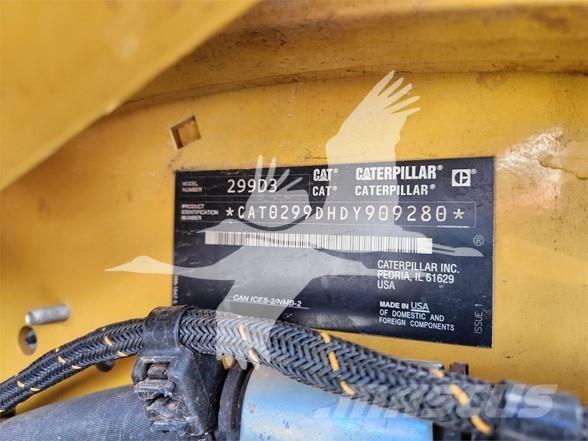 MODEL NUMBER 299D3 CAT CATERPILLAR
CAT® CATERPILLAR®
PRODUCT IDENTIFICATION NUMBER *CAT0299DHDY909280*
®
CATERPILLAR INC.
PEORIA, IL 61629
USA
CAN ICES-2/NMB-2
MADE IN USA
OF DOMESTIC AND
FOREIGN COMPONENTS
ISSUE: 1
MASCUS